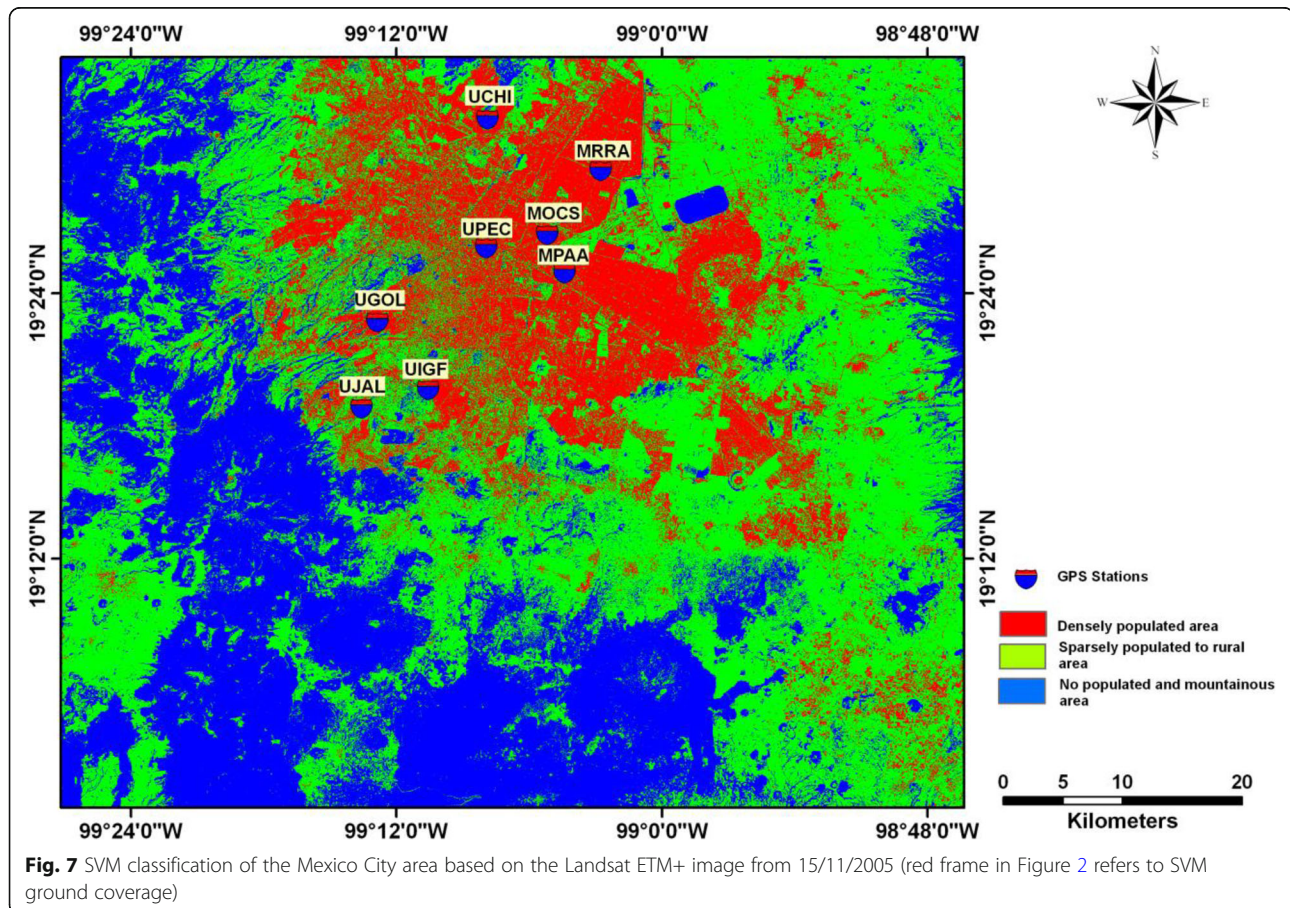 99°24'0"W 99°12'0"W 99°0'0"W 98°48'0"W
N
W E
S
UCHI
MRRA
MOCS
UPEC
MPAA
19°24'0"N 19°24'0"N
UGOL
UIGF
UJAL
19°12'0"N 19°12'0"N
GPS Stations
Densely populated area
Sparsely populated to rural
area
No populated and mountainous
area
0 5 10 20
Kilometers
99°24'0"W 99°12'0"W 99°0'0"W 98°48'0"W
Fig. 7 SVM classification of the Mexico City area based on the Landsat ETM+ image from 15/11/2005 (red frame in Figure 2 refers to SVM
ground coverage)